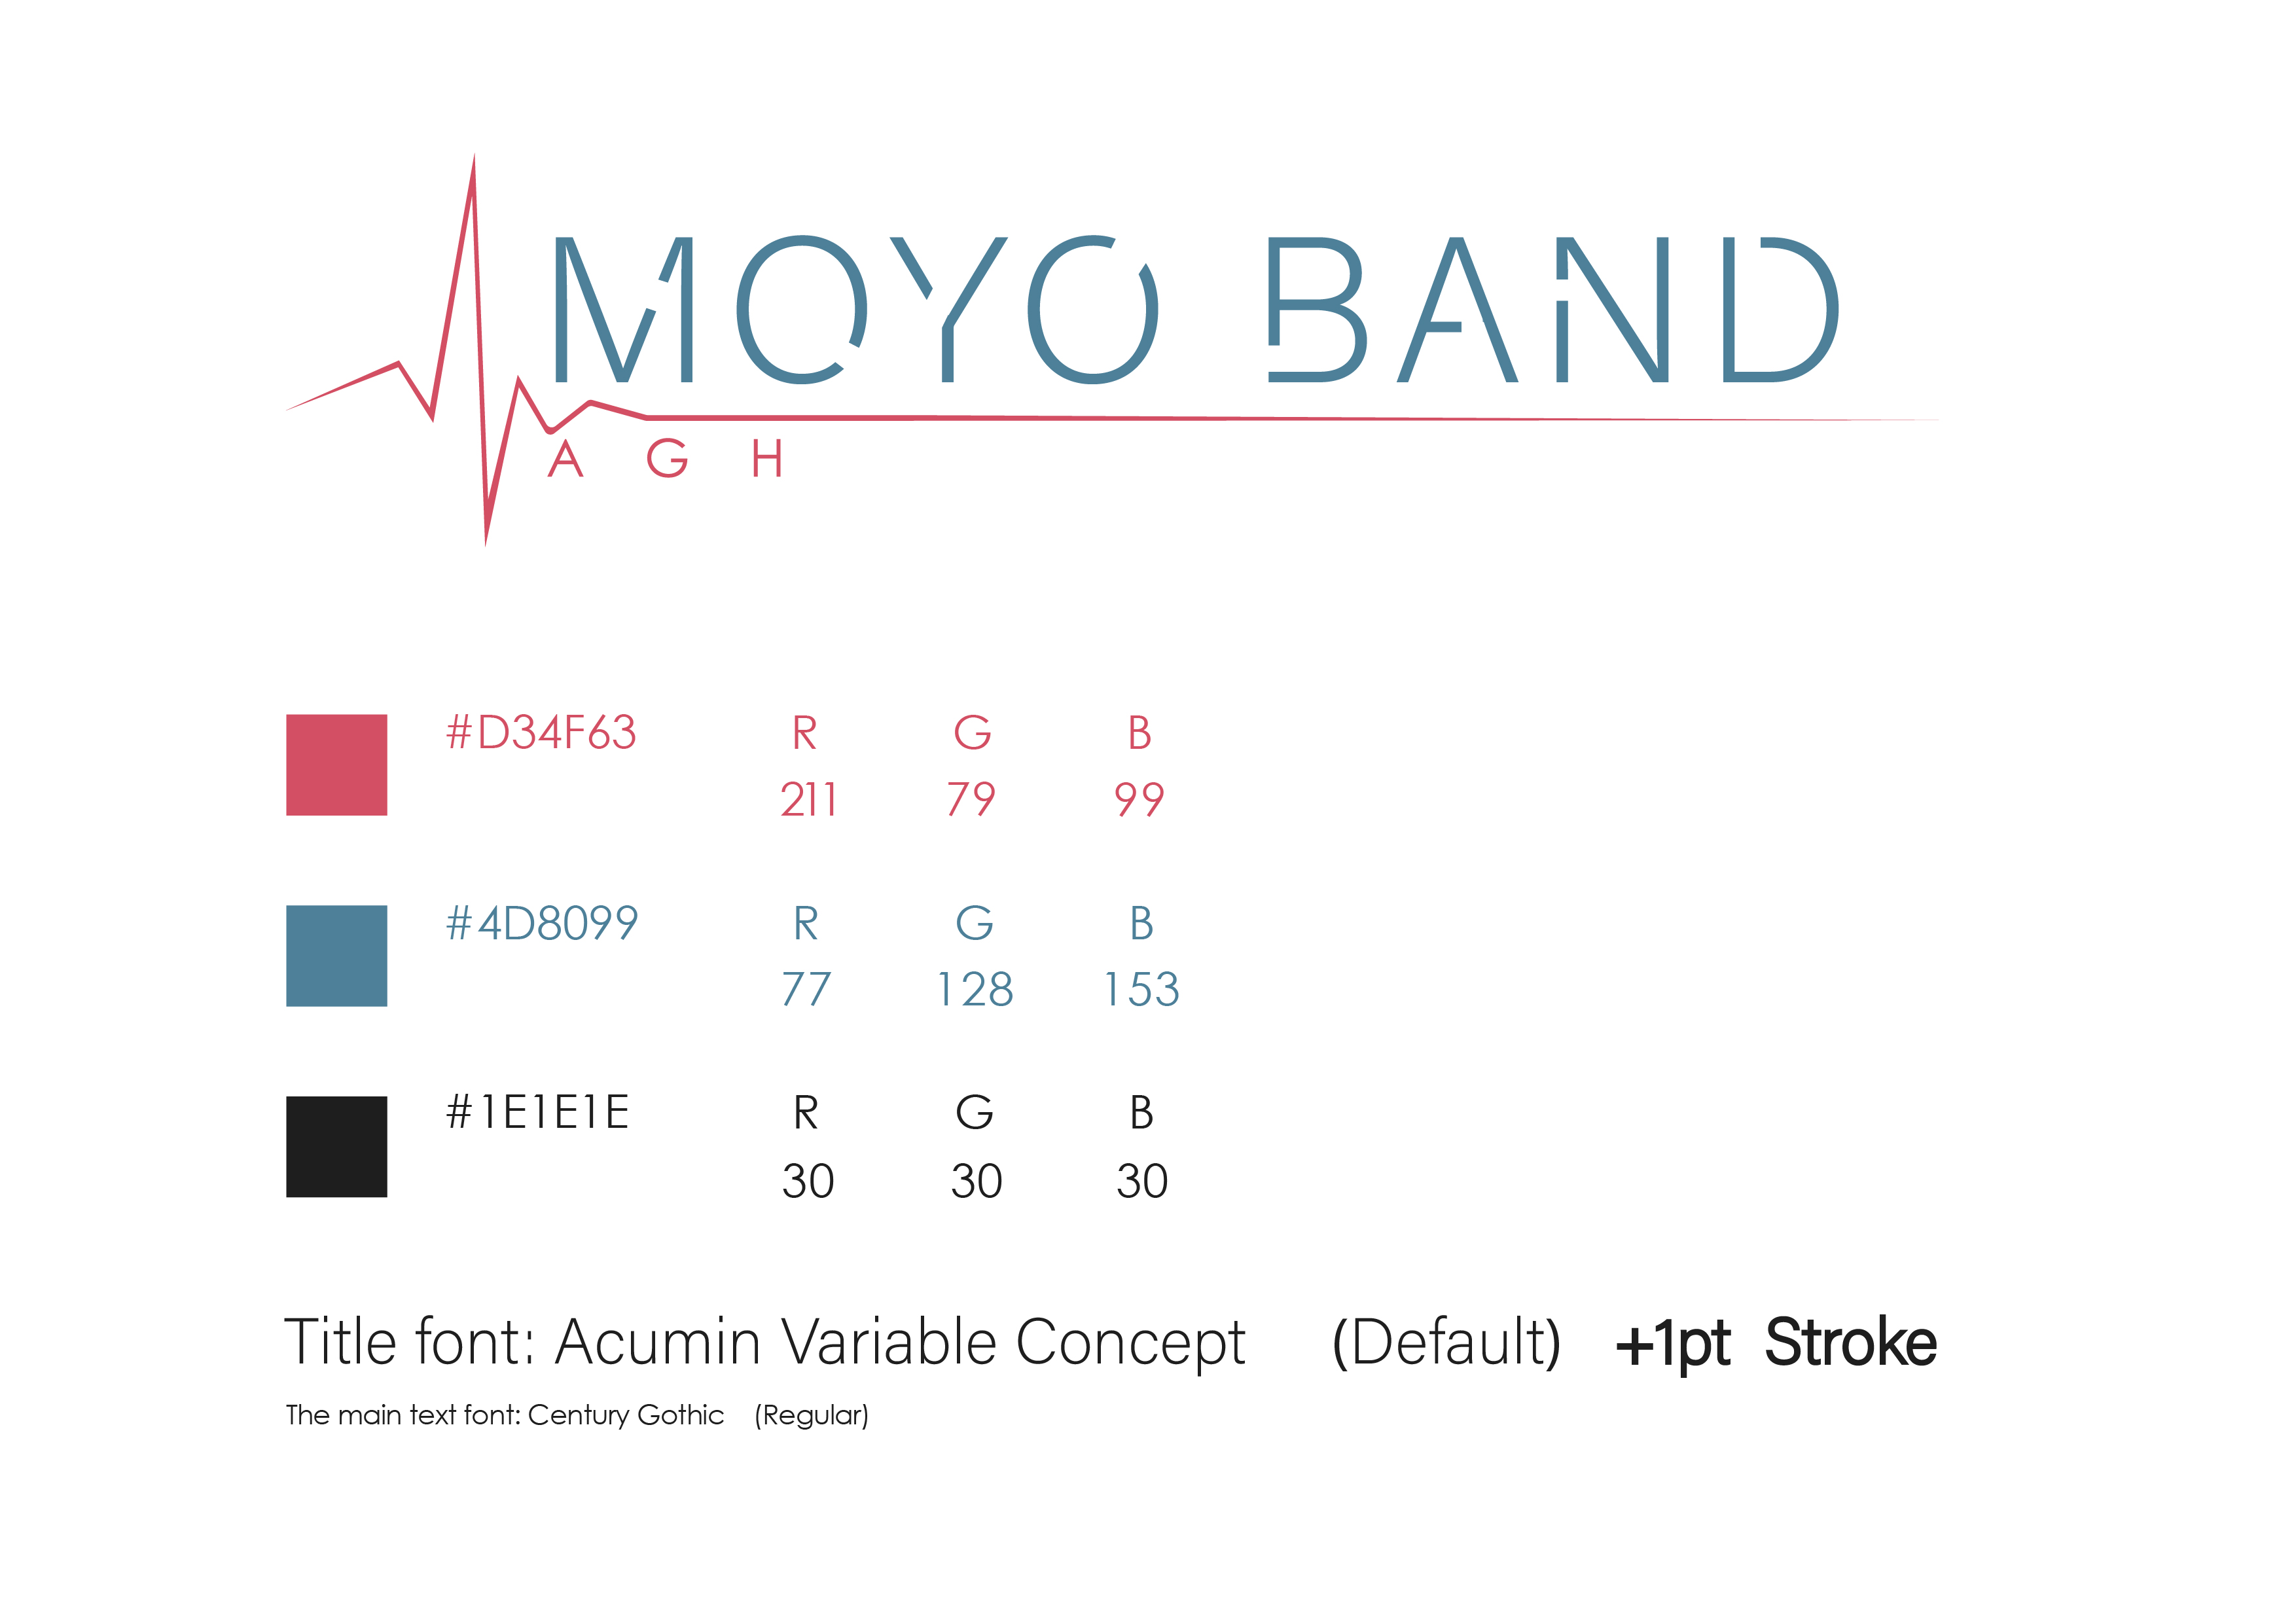 MOYO BAND
A G H
#D34F63 R G B
211 79 99
#4D8099 R G B
77 128 153
#1E1E1E R G B
30 30 30
Title font: Acumin Variable Concept (Default) +1pt Stroke
The main text font: Century Gothic (Regular)